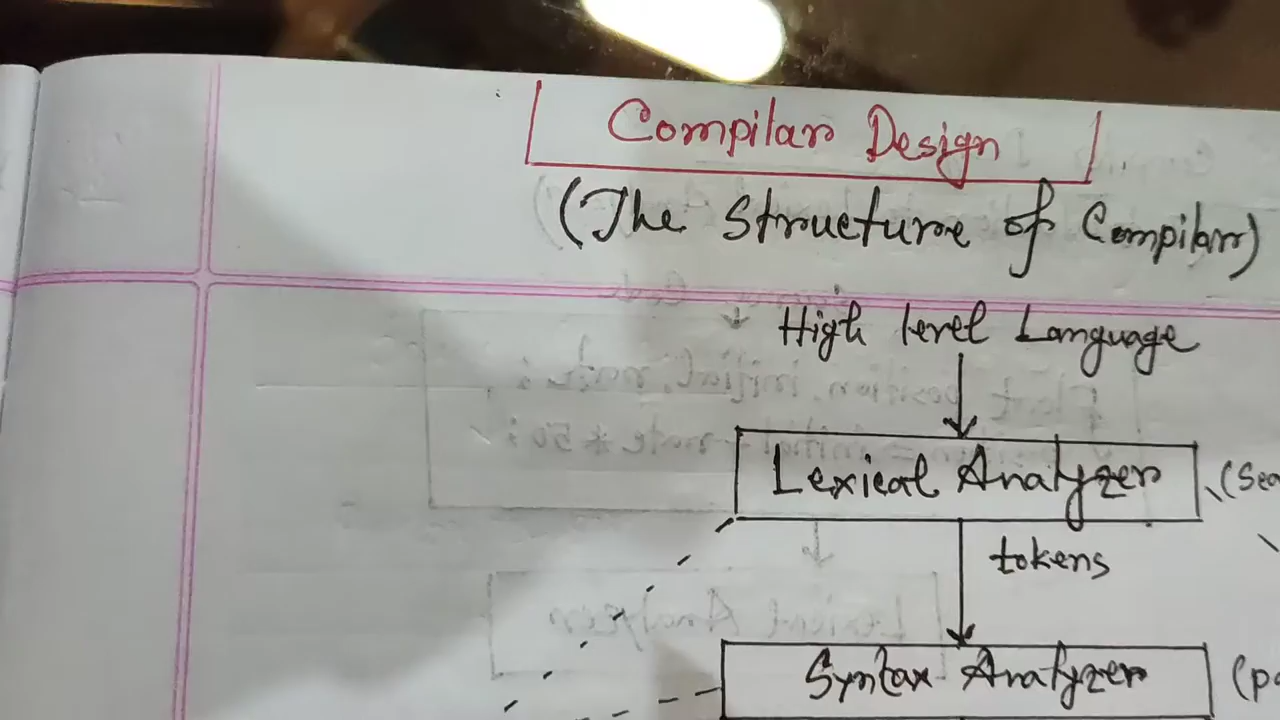 Compilar Design
(The Structure of Compilar)
High level Language
Lexical Analyzer
tokens
Syntax Analyzer